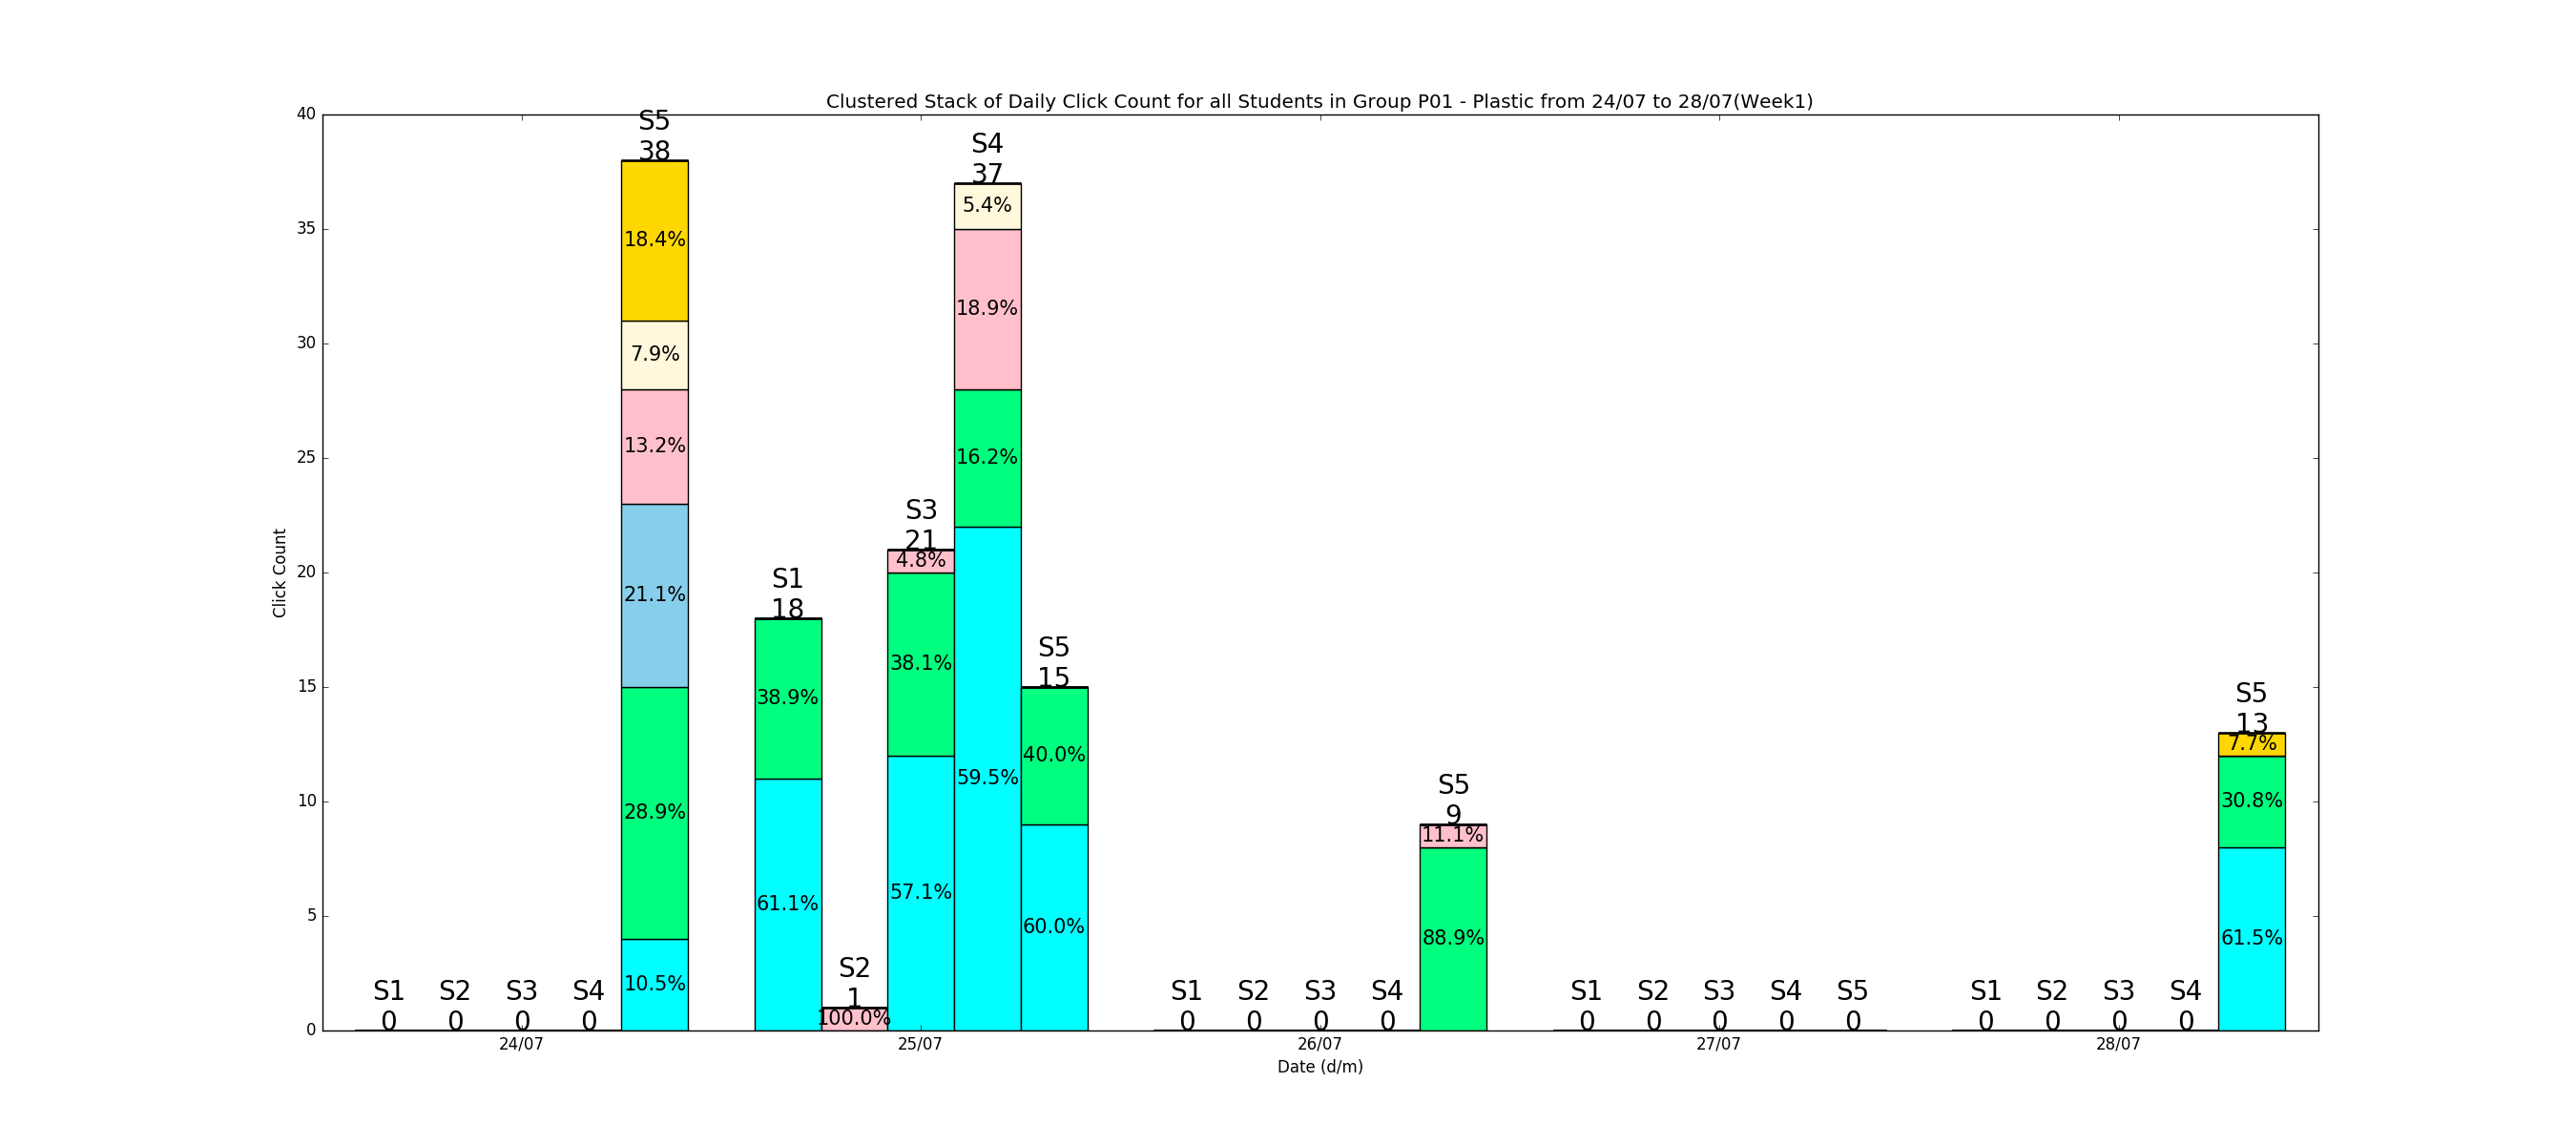 Clustered Stack of Daily Click Count for all Students in Group P01 - Plastic from 24/07 to 28/07(Week1)
Click Count
40
35
30
25
20
15
10
5
0
S1
0
S2
0
S3
0
S4
0
S5
38
18.4%
7.9%
13.2%
21.1%
28.9%
10.5%
24/07
S1
18
38.9%
61.1%
S2
1
100.0%
S3
21
4.8%
38.1%
57.1%
S4
37
5.4%
18.9%
16.2%
59.5%
S5
15
40.0%
60.0%
25/07
S1
0
S2
0
S3
0
S4
0
S5
9
11.1%
88.9%
26/07
S1
0
S2
0
S3
0
S4
0
S5
0
27/07
S1
0
S2
0
S3
0
S4
0
S5
13
7.7%
30.8%
61.5%
28/07
Date (d/m)